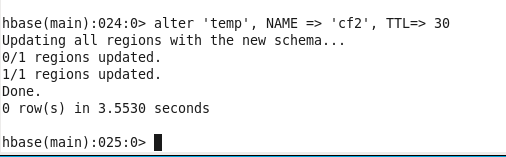 hbase(main):024:0> alter 'temp', NAME => 'cf2', TTL=> 30
Updating all regions with the new schema...
0/1 regions updated.
1/1 regions updated.
Done.
0 row(s) in 3.5530 seconds
hbase(main):025:0>